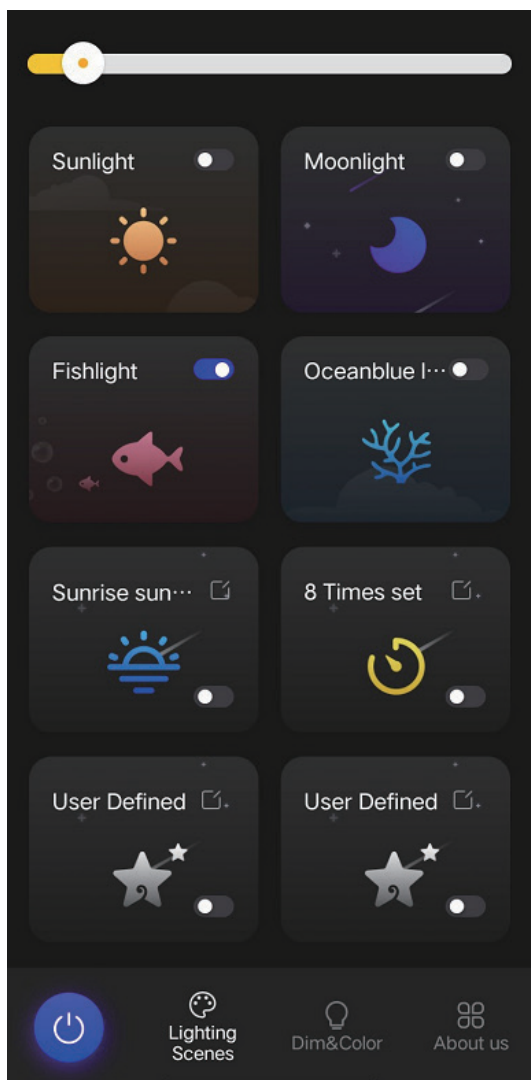 Sunlight
Moonlight
Fishlight
Oceanblue l···
Sunrise sun···
8 Times set
User Defined
User Defined
Lighting
Scenes
Dim&Color
About us